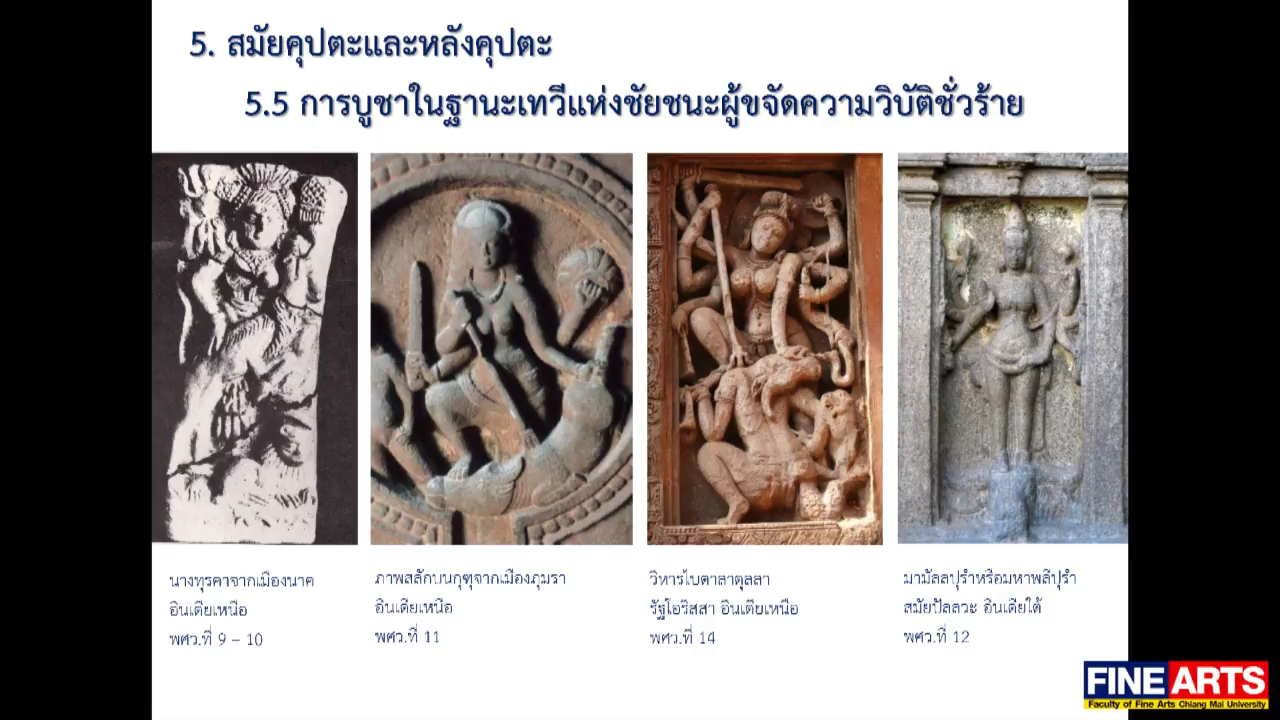 5. สมัยคุปตะและหลังคุปตะ
5.5 การบูชาในฐานะเทวีแห่งชัยชนะผู้ขจัดความวิบัติชั่วร้าย
นางทุรคาจากเมืองนาค
อินเดียเหนือ
พศว.ที่ 9 – 10
ภาพสลักบนกุฑุจากเมืองภุมรา
อินเดียเหนือ
พศว.ที่ 11
วิหารไบตาลาดุลลา
รัฐโอริสสา อินเดียเหนือ
พศว.ที่ 14
มามัลลปุรำหรือมหาพลีปุรำ
สมัยปัลลวะ อินเดียใต้
พศว.ที่ 12
FINE ARTS
Faculty of Fine Arts Chiang Mai University